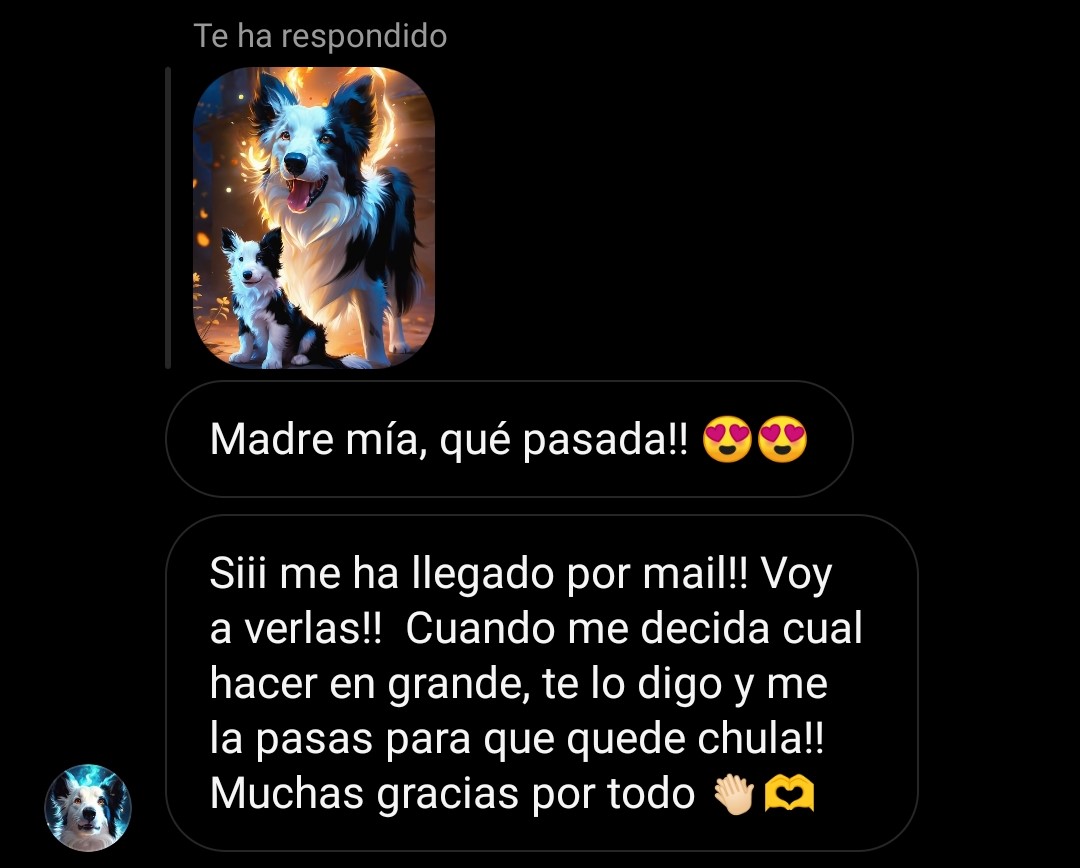 Te ha respondido
Madre mía, qué pasada!! 😍😍
Siii me ha llegado por mail!! Voy
a verlas!!  Cuando me decida cual
hacer en grande, te lo digo y me
la pasas para que quede chula!!
Muchas gracias por todo 👏🏻🫶